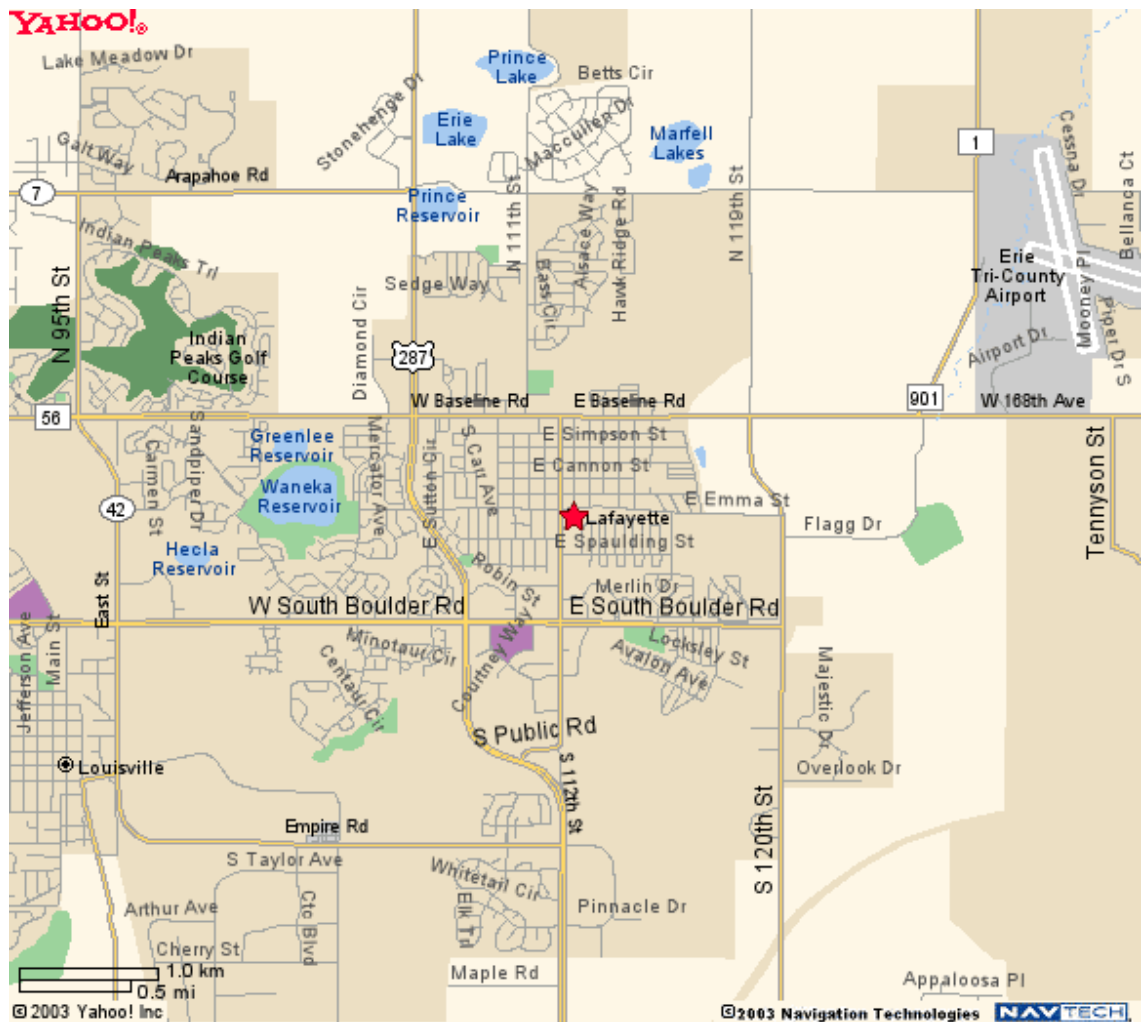 YAHOO!®
Lake Meadow Dr
Prince
Lake
Betts Cir
Stonehenge Dr
Erie
Lake
Maccullen Dr
Marfell
Lakes
Galt Way
Arapahoe Rd
7
Prince
Reservoir
N 111th St
Alsace Way
Hawk Ridge Rd
N 119th St
1
Cessna Dr
Bellanca Ct
Indian Peaks Trl
Sedge Way
Bass Cir
Erie
Tri-County
Airport
Mooney Pl
Piper Dr S
Airport Dr
N 95th St
Indian
Peaks Golf
Course
Diamond Cir
287
W Baseline Rd
E Baseline Rd
901
W 168th Ave
56
Sandpiper Dr
Carmen St
Greenlee
Reservoir
Waneka
Reservoir
Mercator Ave
E Sutton Cir
S Carr Ave
E Simpson St
E Cannon St
E Emma St
Tennyson St
42
Lafayette
Flagg Dr
E Spaulding St
Hecla
Reservoir
Robin St
Merlin Dr
East St
W South Boulder Rd
E South Boulder Rd
Jefferson Ave
Main St
Minotaur Cir
Centaur Cir
Courtney Way
Locksley St
Avalon Ave
Majestic Dr
S Public Rd
Louisville
S 112th St
Overlook Dr
S 120th St
Empire Rd
S Taylor Ave
Whitetail Cir
Elk Trl
Arthur Ave
Cto Blvd
Pinnacle Dr
Cherry St
1.0 km
0.5 mi
Maple Rd
Appaloosa Pl
©2003 Yahoo! Inc
©2003 Navigation Technologies
NAVTECH